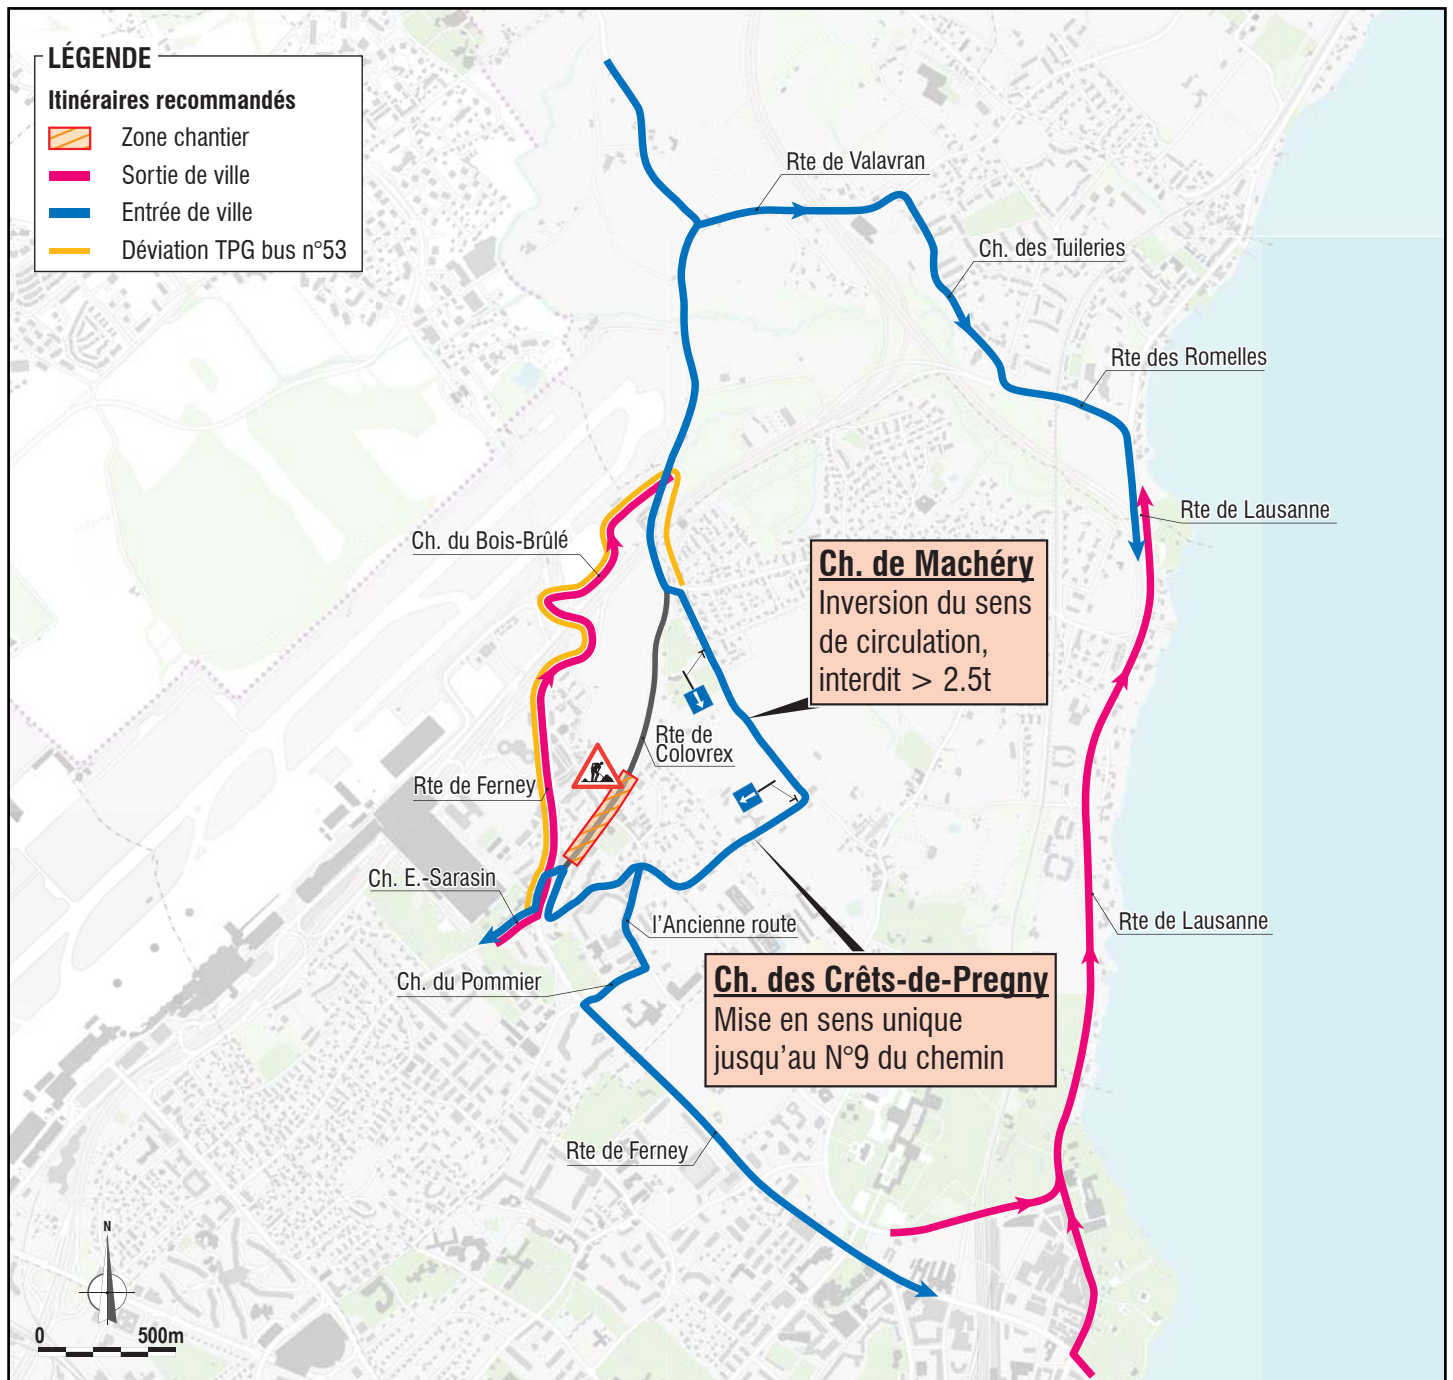 LÉGENDE
Itinéraires recommandés
Zone chantier
Sortie de ville
Entrée de ville
Déviation TPG bus n°53
Rte de Valavran
Ch. des Tuileries
Rte des Romelles
Rte de Lausanne
Ch. du Bois-Brûlé
Ch. de Machéry
Inversion du sens
de circulation,
interdit > 2.5t
Rte de
Colovrex
Rte de Ferney
Ch. E.-Sarasin
l'Ancienne route
Rte de Lausanne
Ch. du Pommier
Ch. des Crêts-de-Pregny
Mise en sens unique
jusqu'au N°9 du chemin
Rte de Ferney
N
0 500m